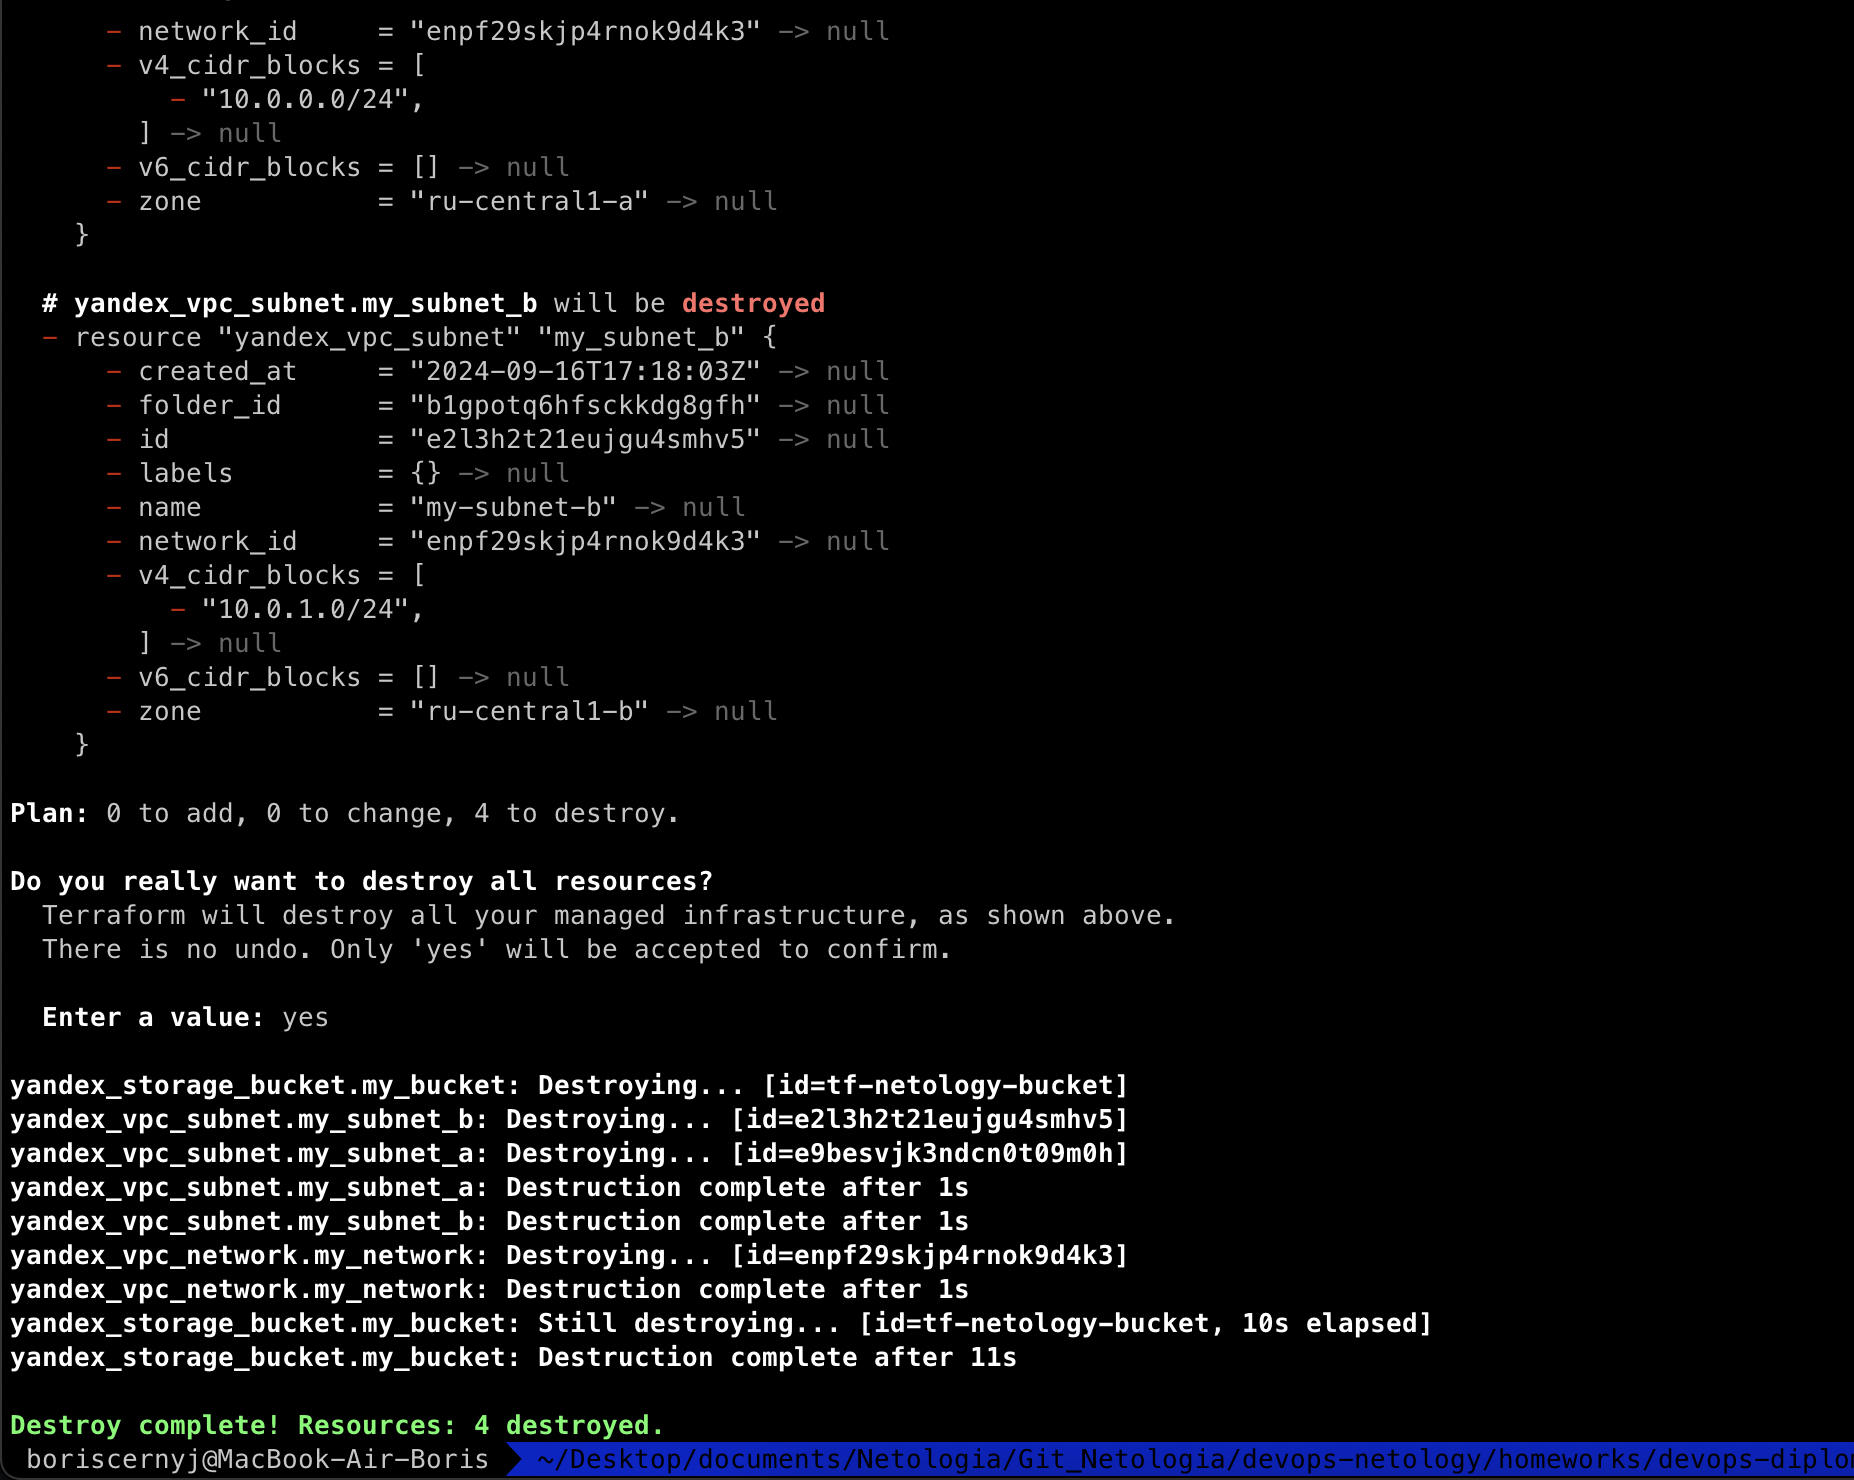 - network_id     = "enpf29skjp4rnok9d4k3" -> null
      - v4_cidr_blocks = [
          - "10.0.0.0/24",
        ] -> null
      - v6_cidr_blocks = [] -> null
      - zone           = "ru-central1-a" -> null
    }

  # yandex_vpc_subnet.my_subnet_b will be destroyed
  - resource "yandex_vpc_subnet" "my_subnet_b" {
      - created_at     = "2024-09-16T17:18:03Z" -> null
      - folder_id      = "b1gpotq6hfsckkdg8gfh" -> null
      - id             = "e2l3h2t21eujgu4smhv5" -> null
      - labels         = {} -> null
      - name           = "my-subnet-b" -> null
      - network_id     = "enpf29skjp4rnok9d4k3" -> null
      - v4_cidr_blocks = [
          - "10.0.1.0/24",
        ] -> null
      - v6_cidr_blocks = [] -> null
      - zone           = "ru-central1-b" -> null
    }

Plan: 0 to add, 0 to change, 4 to destroy.

Do you really want to destroy all resources?
  Terraform will destroy all your managed infrastructure, as shown above.
  There is no undo. Only 'yes' will be accepted to confirm.

  Enter a value: yes

yandex_storage_bucket.my_bucket: Destroying... [id=tf-netology-bucket]
yandex_vpc_subnet.my_subnet_b: Destroying... [id=e2l3h2t21eujgu4smhv5]
yandex_vpc_subnet.my_subnet_a: Destroying... [id=e9besvjk3ndcn0t09m0h]
yandex_vpc_subnet.my_subnet_a: Destruction complete after 1s
yandex_vpc_subnet.my_subnet_b: Destruction complete after 1s
yandex_vpc_network.my_network: Destroying... [id=enpf29skjp4rnok9d4k3]
yandex_vpc_network.my_network: Destruction complete after 1s
yandex_storage_bucket.my_bucket: Still destroying... [id=tf-netology-bucket, 10s elapsed]
yandex_storage_bucket.my_bucket: Destruction complete after 11s

Destroy complete! Resources: 4 destroyed.
 boriscernyj@MacBook-Air-Boris  ~/Desktop/documents/Netologia/Git_Netologia/devops-netology/homeworks/devops-diplo